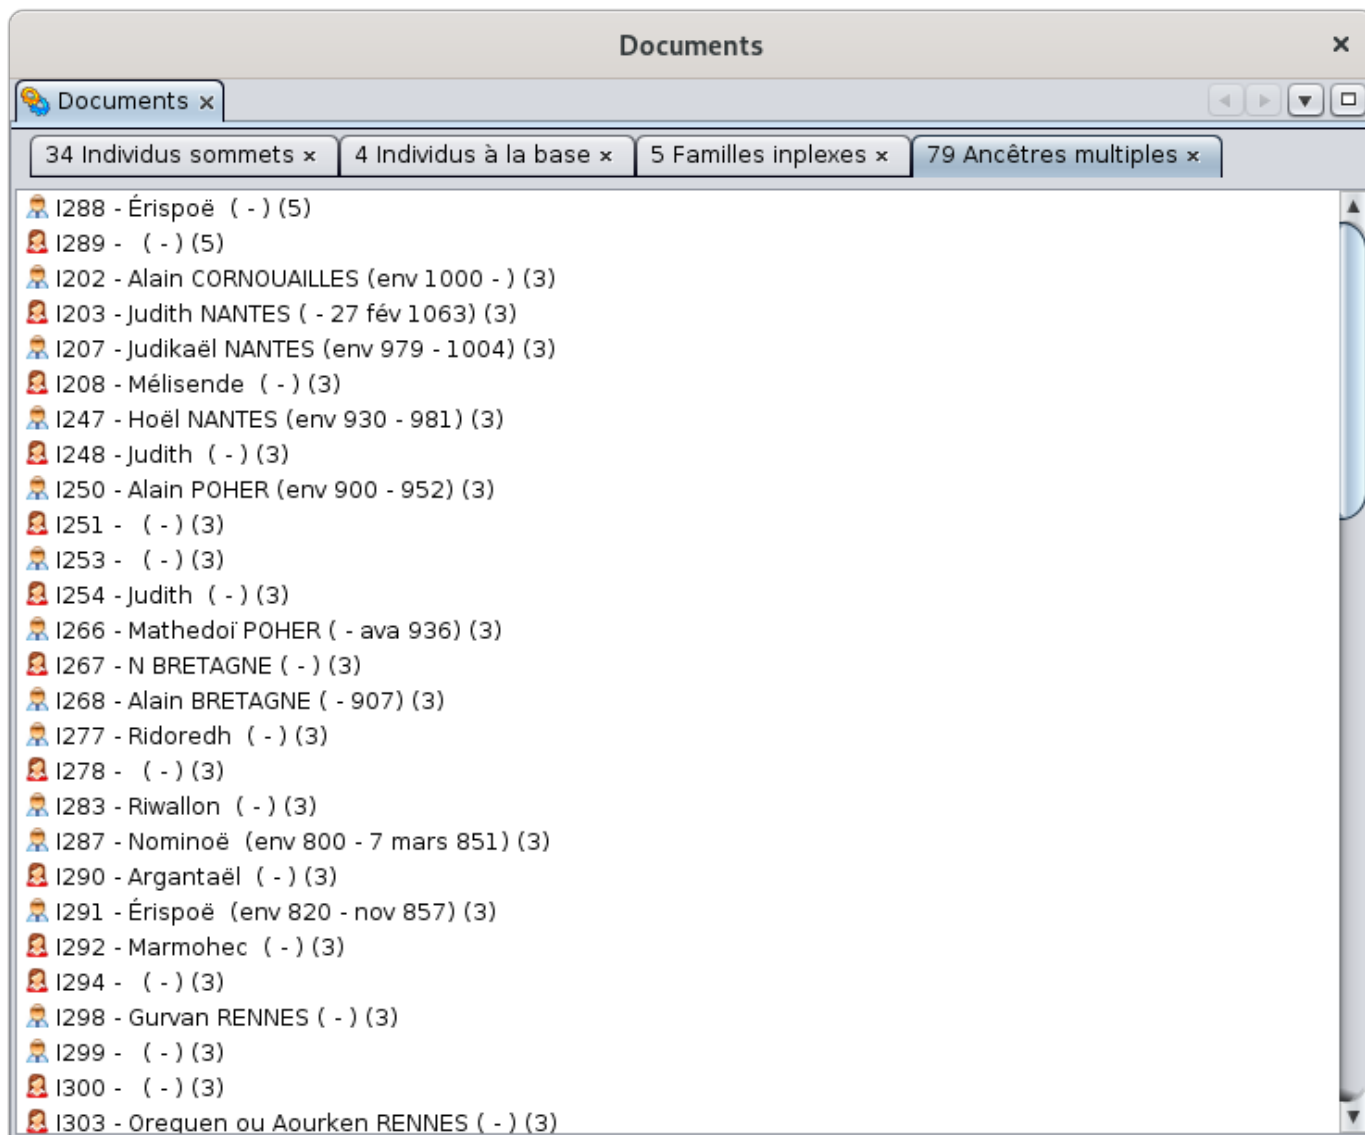 Documents
Documents
34 Individus sommets 4 Individus à la base 5 Familles inplexes 79 Ancêtres multiples
I288 - Érispoë ( - ) (5)
I289 - ( - ) (5)
I202 - Alain CORNOUAILLES (env 1000 - ) (3)
I203 - Judith NANTES ( - 27 fév 1063) (3)
I207 - Judikaël NANTES (env 979 - 1004) (3)
I208 - Mélisende ( - ) (3)
I247 - Hoël NANTES (env 930 - 981) (3)
I248 - Judith ( - ) (3)
I250 - Alain POHER (env 900 - 952) (3)
I251 - ( - ) (3)
I253 - ( - ) (3)
I254 - Judith ( - ) (3)
I266 - Mathedoï POHER ( - ava 936) (3)
I267 - N BRETAGNE ( - ) (3)
I268 - Alain BRETAGNE ( - 907) (3)
I277 - Ridoredh ( - ) (3)
I278 - ( - ) (3)
I283 - Riwallon ( - ) (3)
I287 - Nominoë (env 800 - 7 mars 851) (3)
I290 - Argantaël ( - ) (3)
I291 - Érispoë (env 820 - nov 857) (3)
I292 - Marmohec ( - ) (3)
I294 - ( - ) (3)
I298 - Gurvan RENNES ( - ) (3)
I299 - ( - ) (3)
I300 - ( - ) (3)
I303 - Oreguen ou Aourken RENNES ( - ) (3)